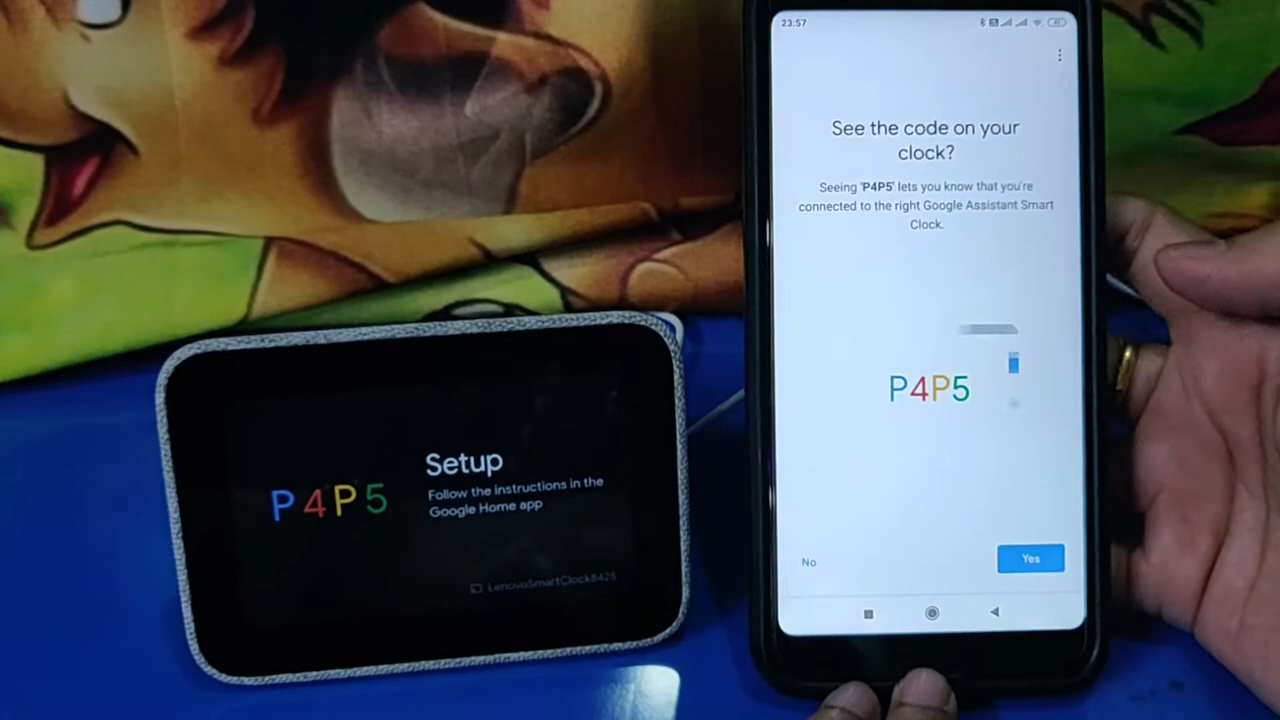 P4P5
Setup
Follow the instructions in the
Google Home app
LenovoSmartClock8425
23:57
See the code on your
clock?
Seeing 'P4P5' lets you know that you're
connected to the right Google Assistant Smart
Clock.
P4P5
No
Yes